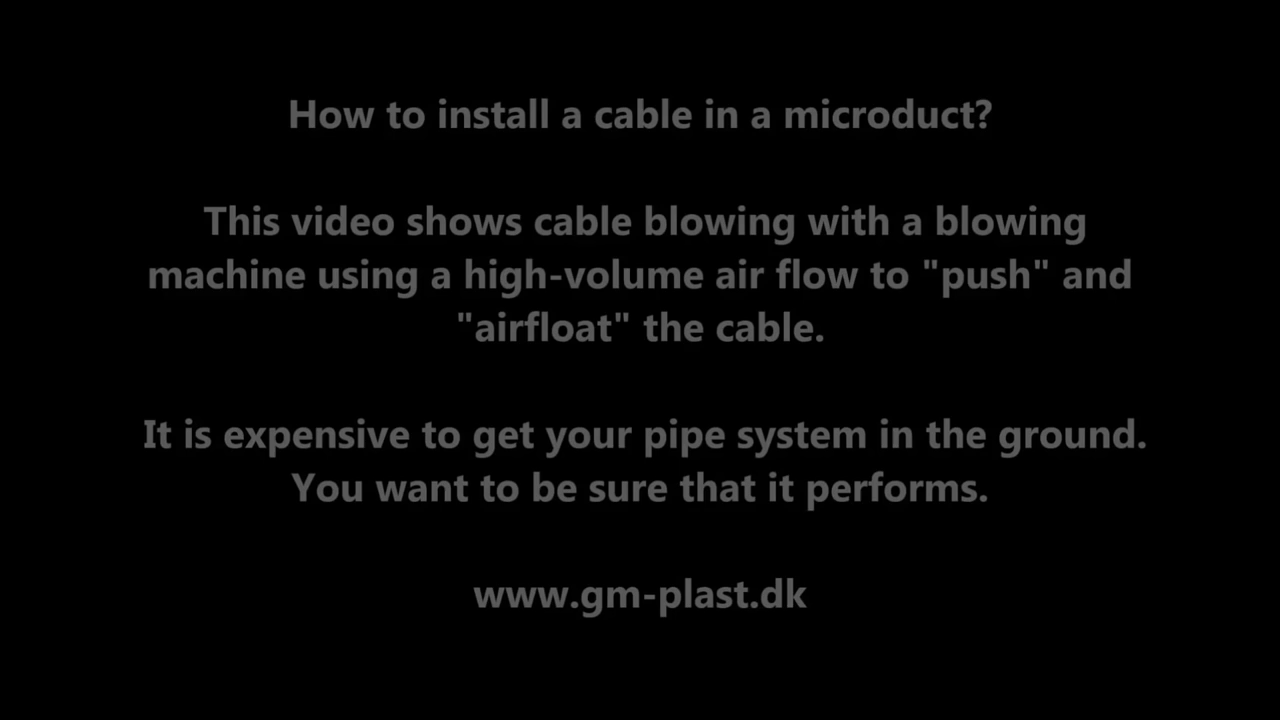 How to install a cable in a microduct?
This video shows cable blowing with a blowing
machine using a high-volume air flow to "push" and
"airfloat" the cable.
It is expensive to get your pipe system in the ground.
You want to be sure that it performs.
www.gm-plast.dk